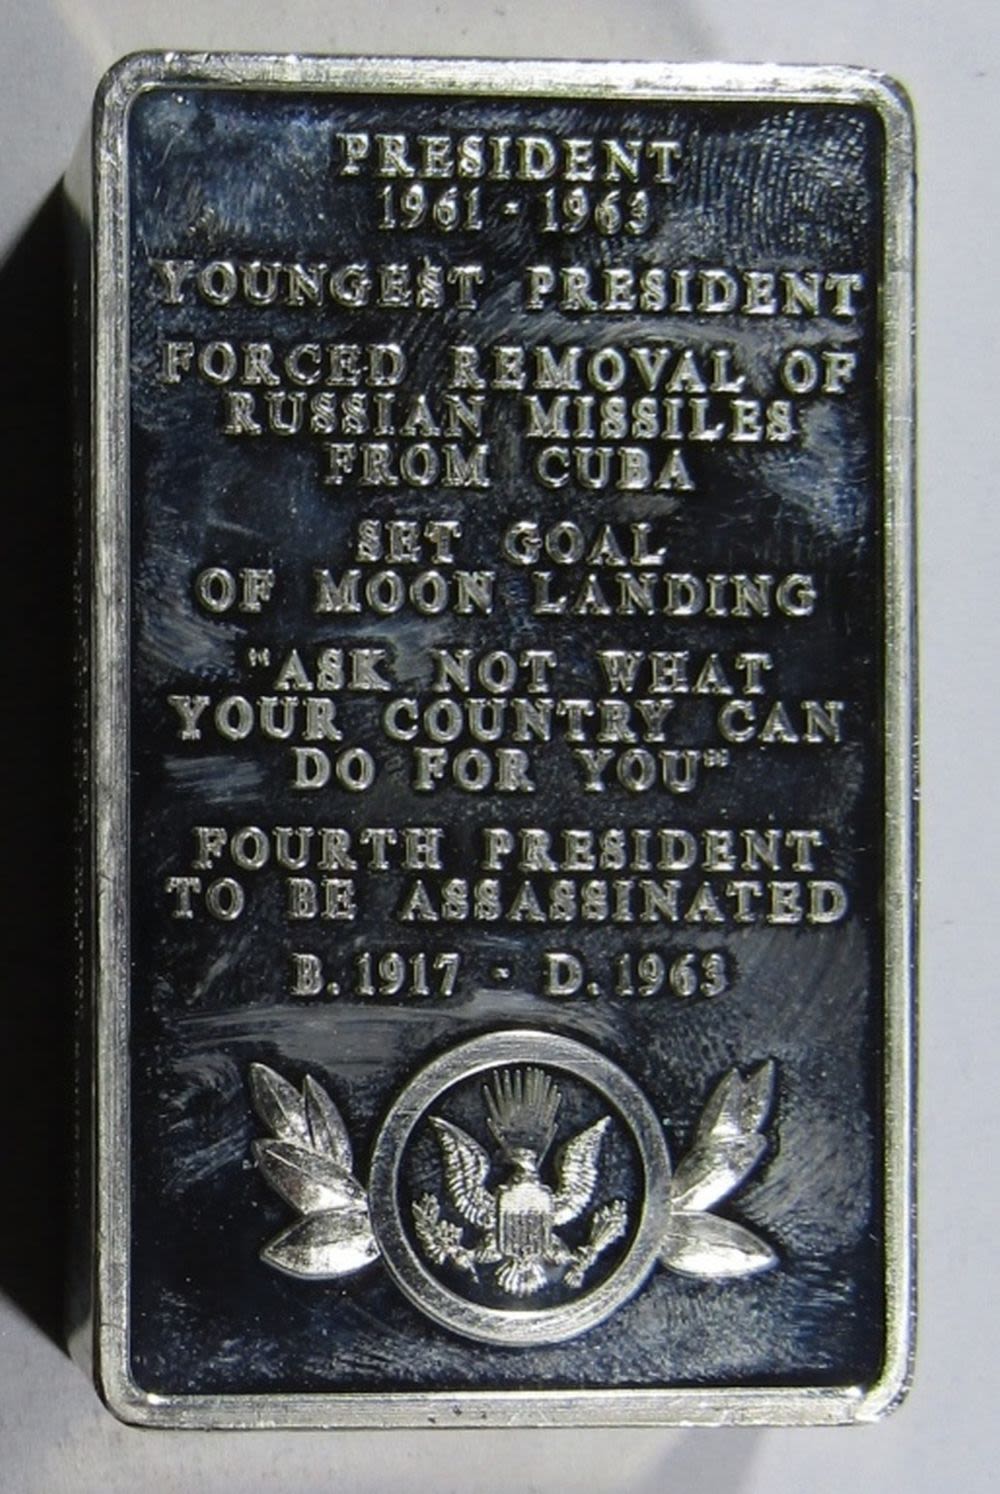 PRESIDENT
1961 · 1963
YOUNGEST PRESIDENT
FORCED REMOVAL OF
RUSSIAN MISSILES
FROM CUBA
SET GOAL
OF MOON LANDING
"ASK NOT WHAT
YOUR COUNTRY CAN
DO FOR YOU"
FOURTH PRESIDENT
TO BE ASSASSINATED
B. 1917 · D. 1963